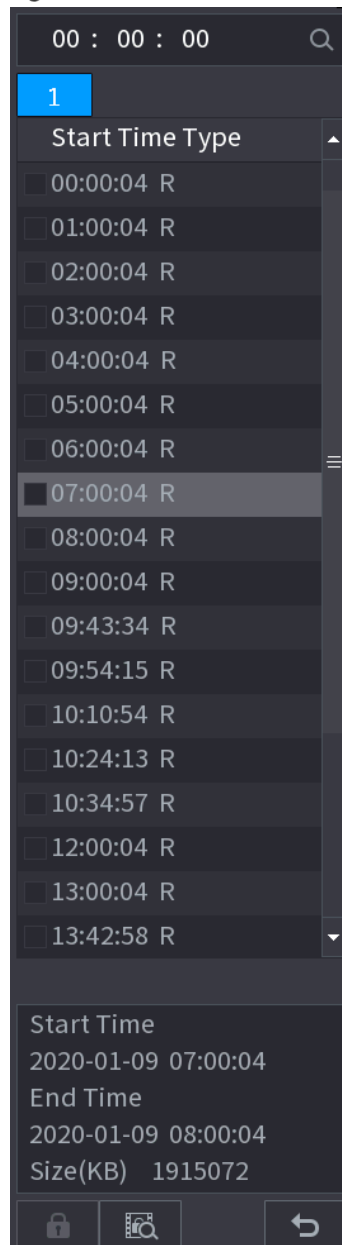 00 : 00 : 00
1
Start Time Type
00:00:04 R
01:00:04 R
02:00:04 R
03:00:04 R
04:00:04 R
05:00:04 R
06:00:04 R
07:00:04 R
08:00:04 R
09:00:04 R
09:43:34 R
09:54:15 R
10:10:54 R
10:24:13 R
10:34:57 R
12:00:04 R
13:00:04 R
13:42:58 R
Start Time
2020-01-09 07:00:04
End Time
2020-01-09 08:00:04
Size(KB) 1915072